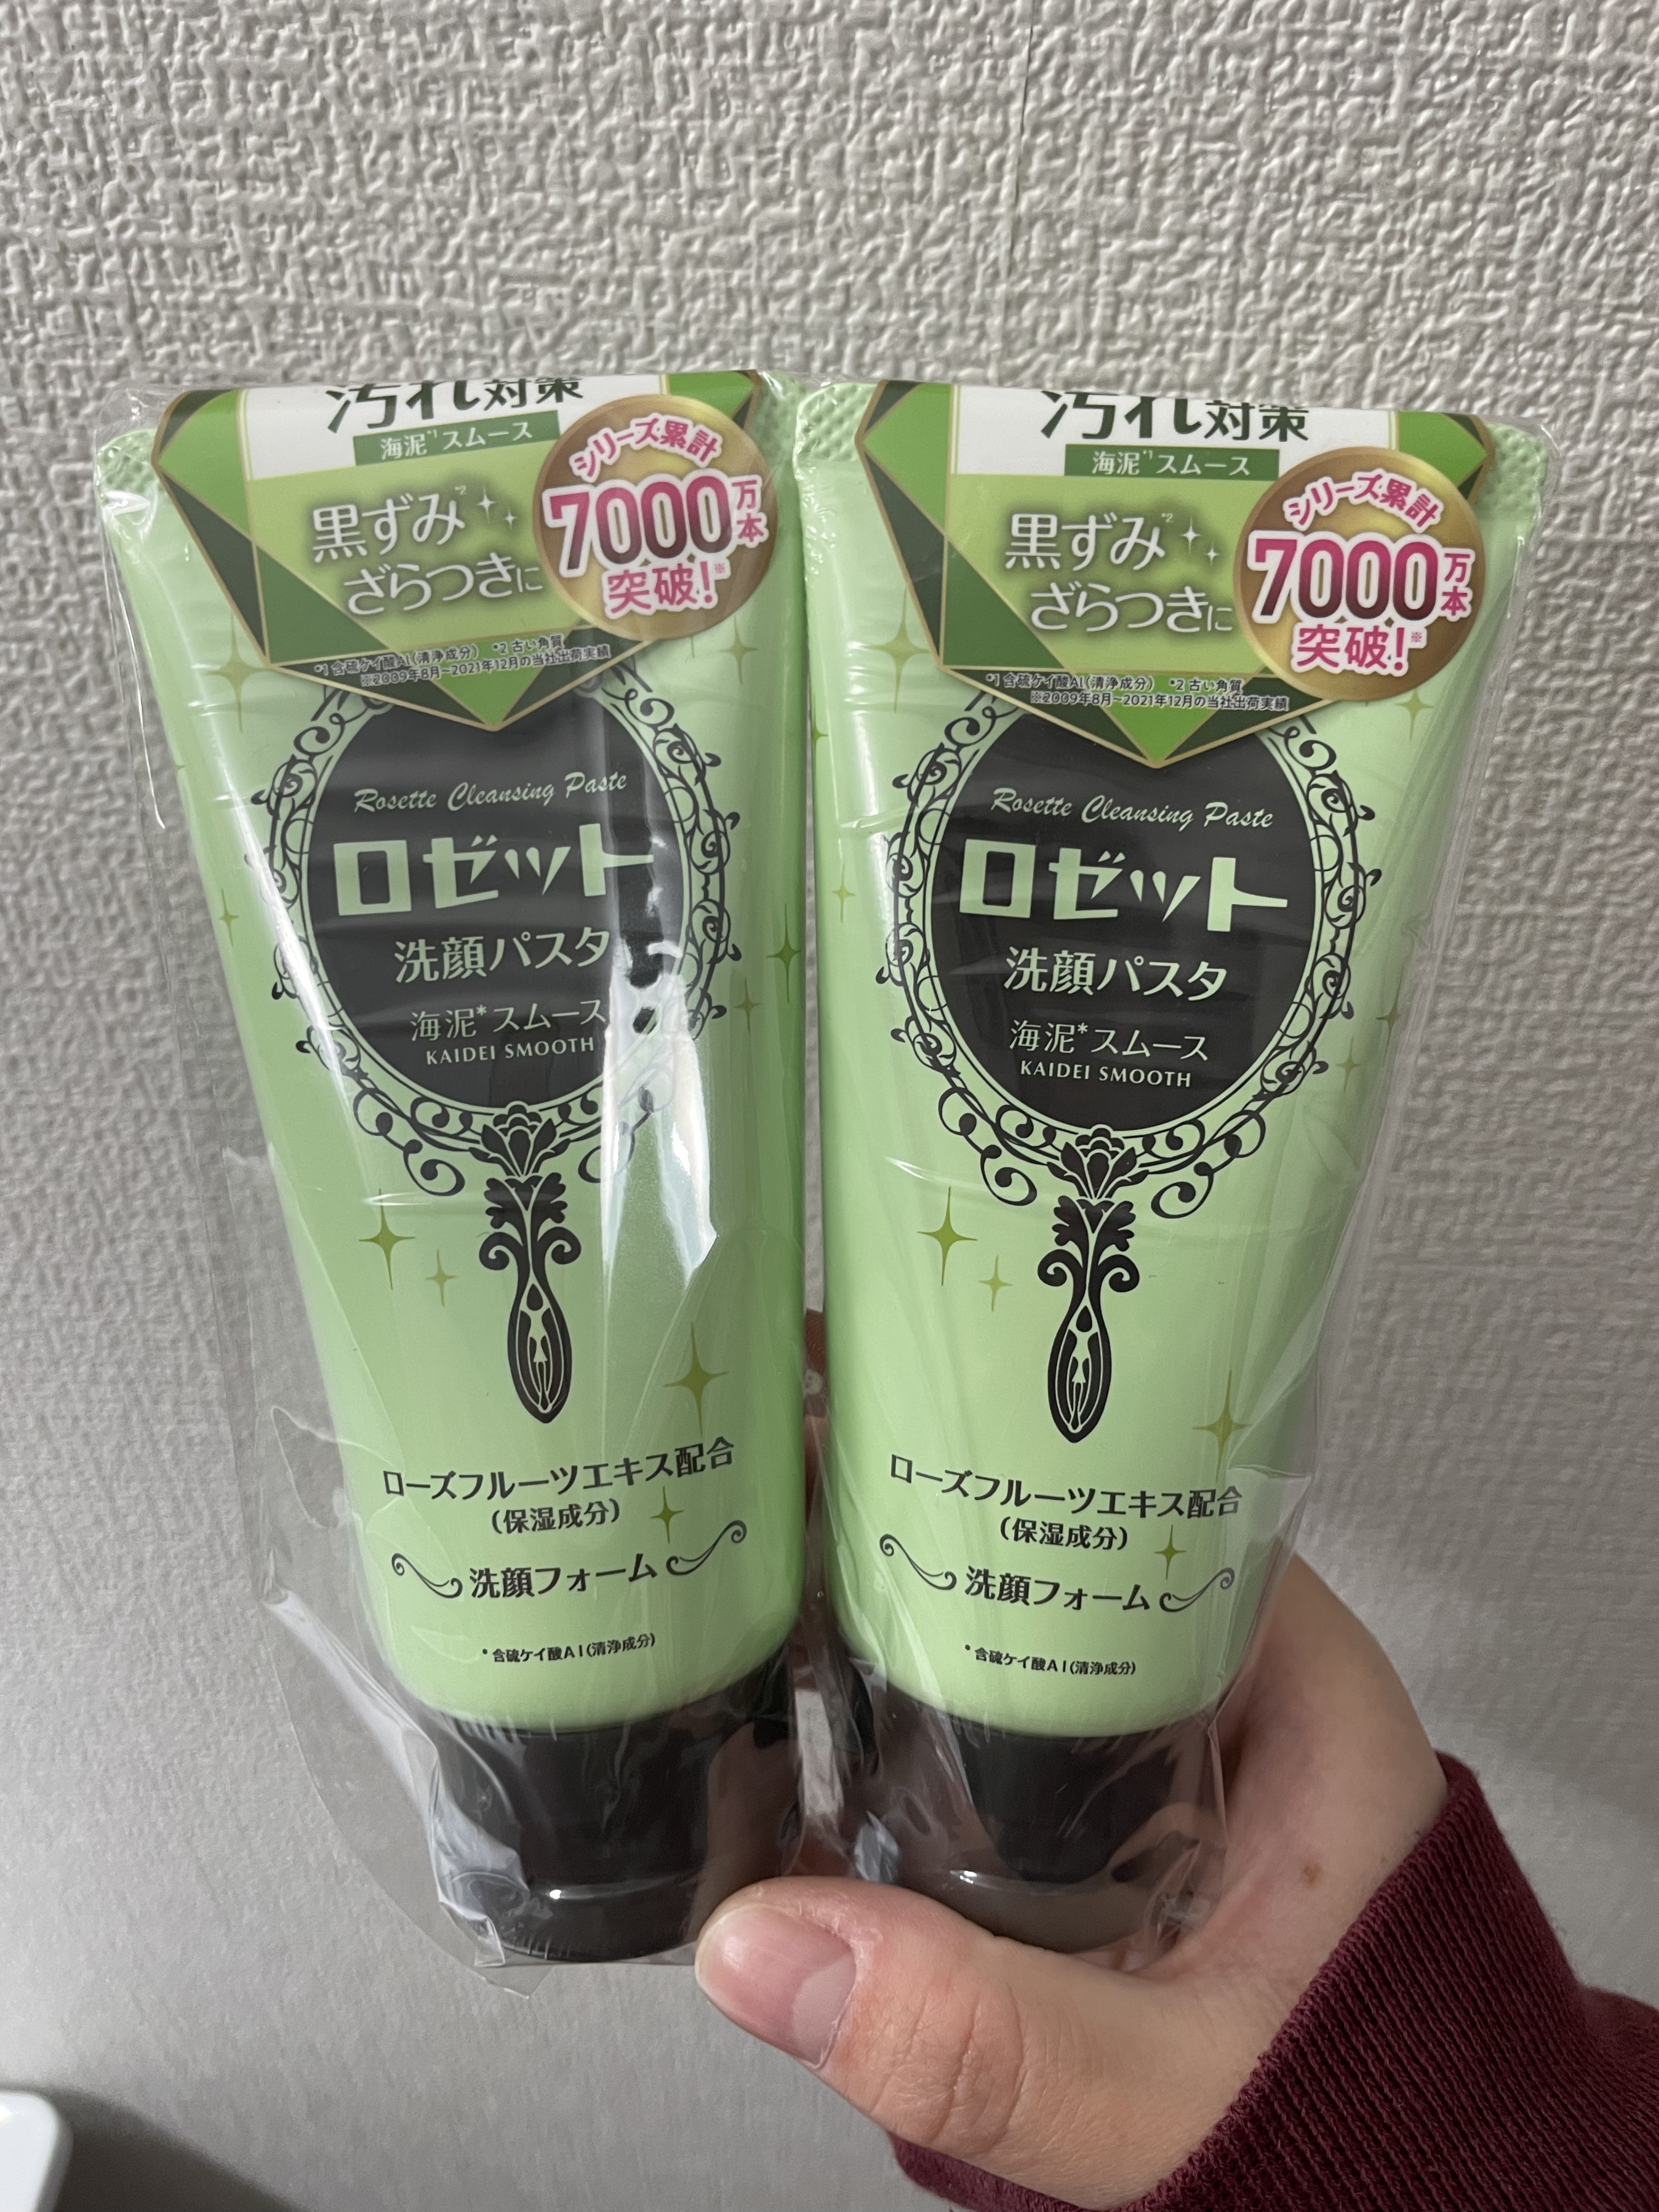 汚れ対策
海泥*1スムース
黒ずみ*2
ざらつきに
シリーズ累計
7000万本
突破!※
*1 含硫ケイ酸Al(清浄成分) *2 古い角質
※2009年8月~2021年12月の当社出荷実績
Rosette Cleansing Paste
ロゼット
洗顔パスタ
海泥*スムース
KAIDEI SMOOTH
ローズフルーツエキス配合
(保湿成分)
洗顔フォーム
*含硫ケイ酸Al(清浄成分)
汚れ対策
海泥*1スムース
黒ずみ*2
ざらつきに
シリーズ累計
7000万本
突破!※
*1 含硫ケイ酸Al(清浄成分) *2 古い角質
※2009年8月~2021年12月の当社出荷実績
Rosette Cleansing Paste
ロゼット
洗顔パスタ
海泥*スムース
KAIDEI SMOOTH
ローズフルーツエキス配合
(保湿成分)
洗顔フォーム
*含硫ケイ酸Al(清浄成分)